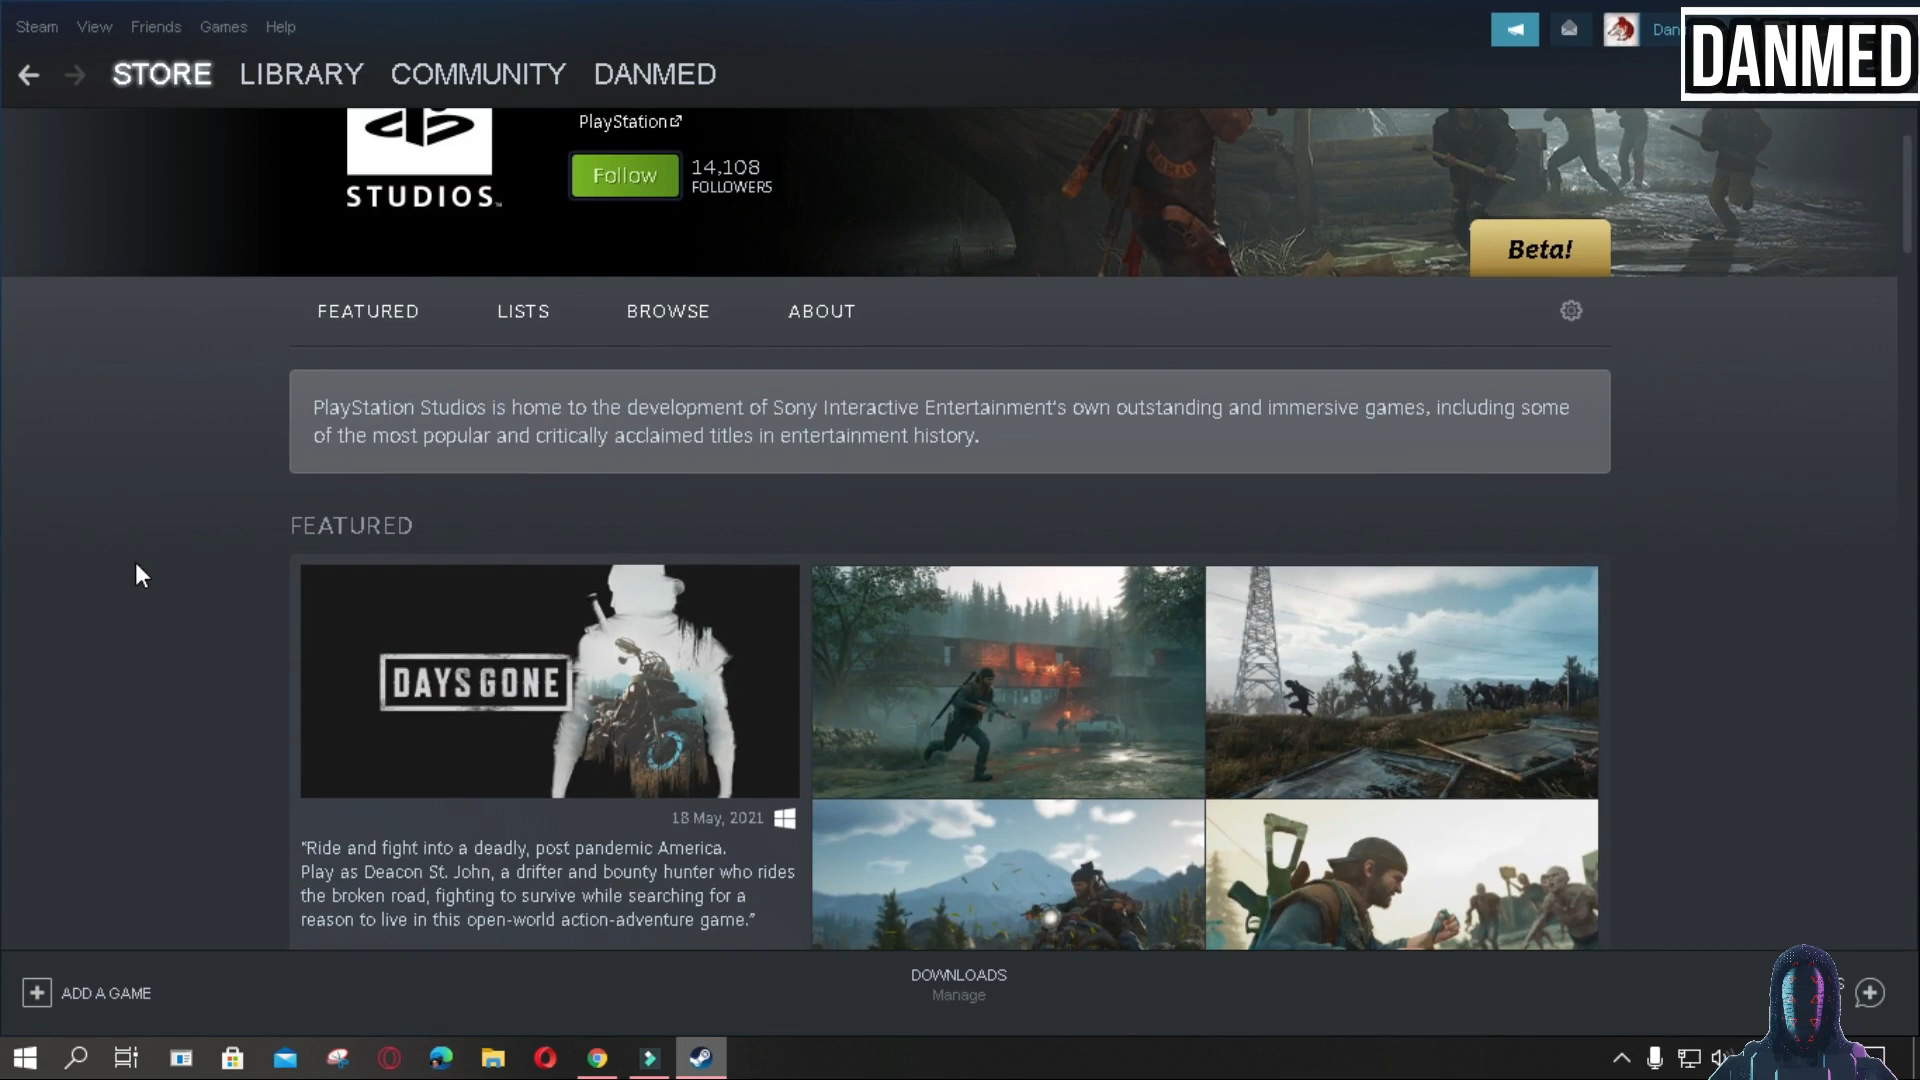 Steam View Friends Games Help
Dan
DANMED
STORE LIBRARY COMMUNITY DANMED
PlayStation
Follow
14,108
FOLLOWERS
STUDIOS
Beta!
FEATURED LISTS BROWSE ABOUT
PlayStation Studios is home to the development of Sony Interactive Entertainment's own outstanding and immersive games, including some
of the most popular and critically acclaimed titles in entertainment history.
FEATURED
DAYS GONE
18 May, 2021
"Ride and fight into a deadly, post pandemic America.
Play as Deacon St. John, a drifter and bounty hunter who rides
the broken road, fighting to survive while searching for a
reason to live in this open-world action-adventure game."
ADD A GAME
DOWNLOADS
Manage